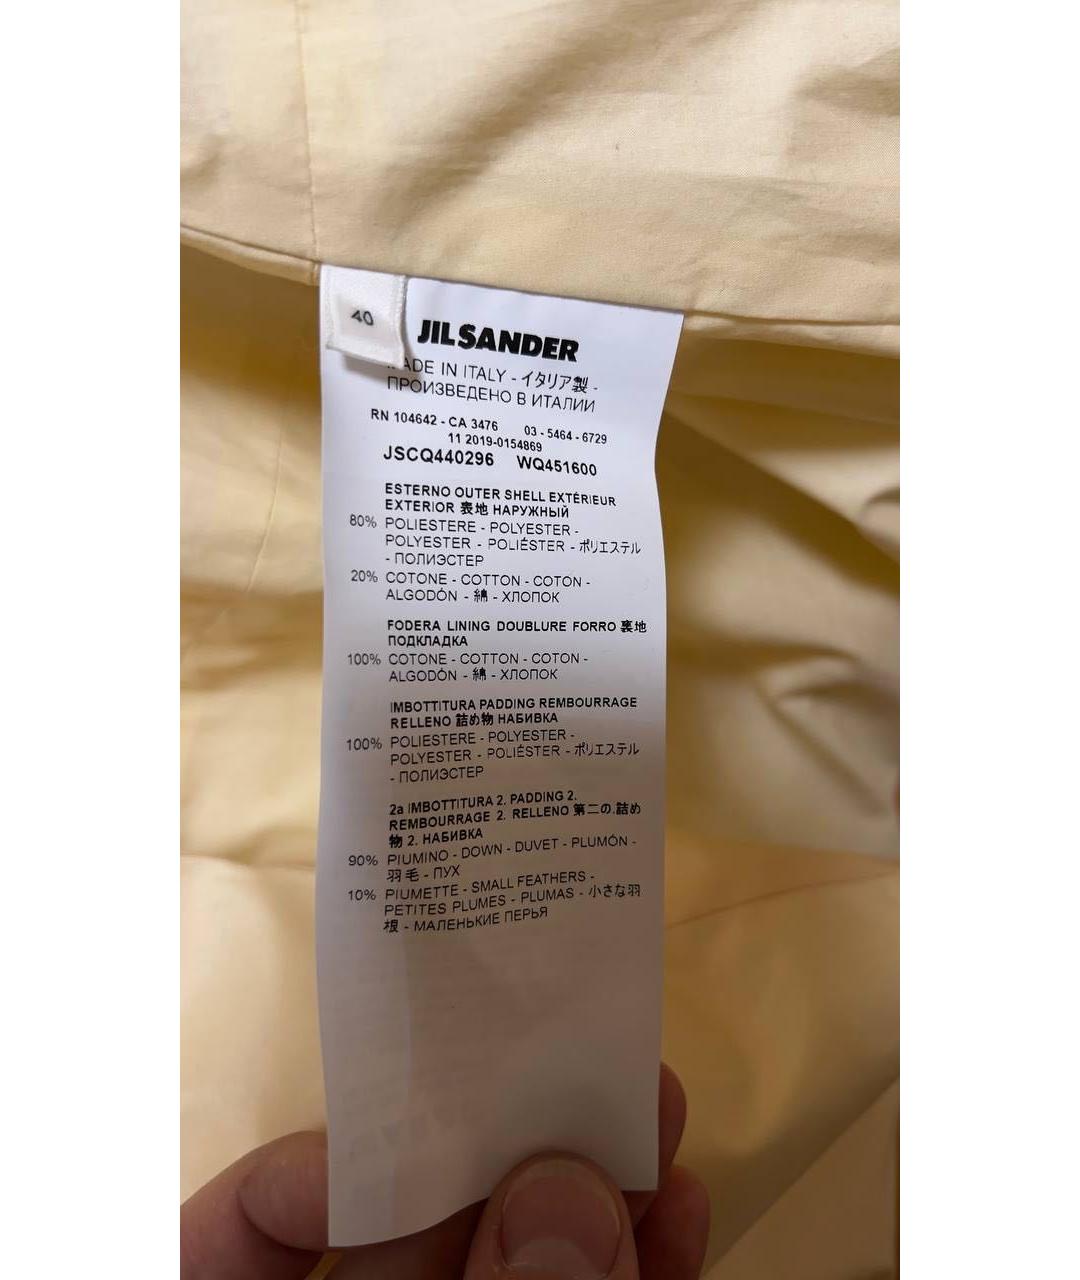 40
JILSANDER
MADE IN ITALY - イタリア製 -
ПРОИЗВЕДЕНО В ИТАЛИИ
RN 104642 - CA 3476 03 - 5464 - 6729
11 2019-0154869
JSCQ440296 WQ451600
ESTERNO OUTER SHELL EXTÉRIEUR
EXTERIOR 表地 НАРУЖНЫЙ
80% POLIESTERE - POLYESTER -
POLYESTER - POLIÉSTER - ポリエステル
- ПОЛИЭСТЕР
20% COTONE - COTTON - COTON -
ALGODÓN - 綿 - ХЛОПОК
FODERA LINING DOUBLURE FORRO 裏地
ПОДКЛАДКА
100% COTONE - COTTON - COTON -
ALGODÓN - 綿 - ХЛОПОК
IMBOTTITURA PADDING REMBOURRAGE
RELLENO 詰め物 НАБИВКА
100% POLIESTERE - POLYESTER -
POLYESTER - POLIÉSTER - ポリエステル
- ПОЛИЭСТЕР
2a IMBOTTITURA 2. PADDING 2.
REMBOURRAGE 2. RELLENO 第二の.詰め
物 2. НАБИВКА
90% PIUMINO - DOWN - DUVET - PLUMÓN -
羽毛 - ПУХ
10% PIUMETTE - SMALL FEATHERS -
PETITES PLUMES - PLUMAS - 小さな羽
根 - МАЛЕНЬКИЕ ПЕРЬЯ